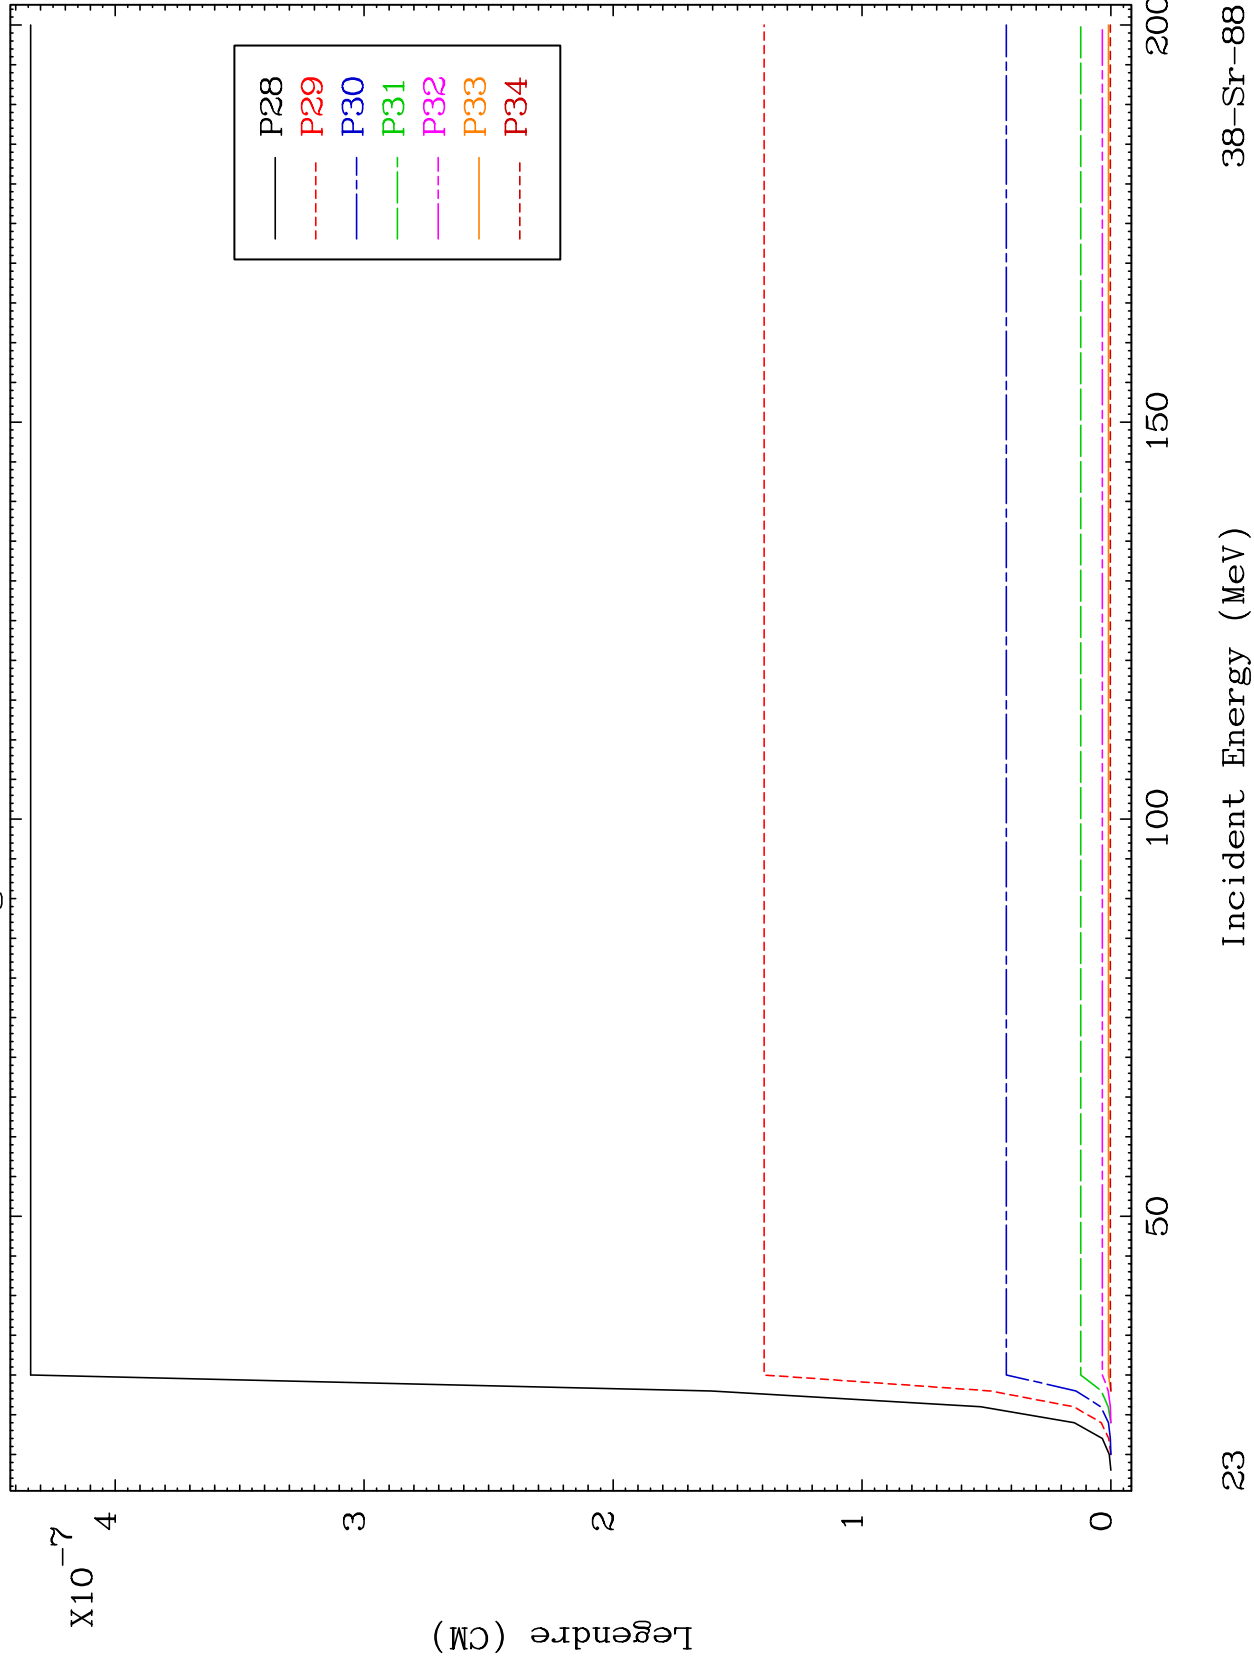 X10-7
4
3
2
1
0
Legendre (CM)
P28
P29
P30
P31
P32
P33
P34
50
100
150
200
Incident Energy (MeV)
23
38-Sr-88